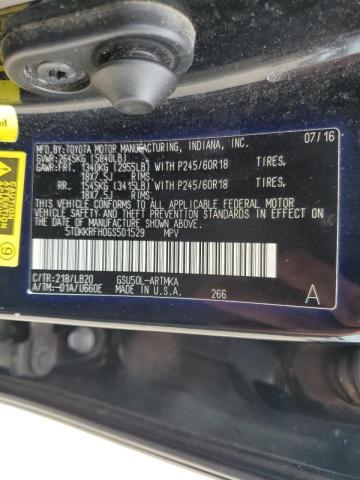 MFD. BY:TOYOTA MOTOR MANUFACTURING, INDIANA, INC. 07/16
GVWR: 2645KG (5840LB)
GAWR: FRT. 1340KG (2955LB) WITH P245/60R18 TIRES,
18X7.5J RIMS.
RR. 1545KG (3415LB) WITH P245/60R18 TIRES,
18X7.5J RIMS.
THIS VEHICLE CONFORMS TO ALL APPLICABLE FEDERAL MOTOR
VEHICLE SAFETY STANDARDS IN EFFECT ON THE DATE OF
MANUFACTURE SHOWN ABOVE.
5TDKKRFH0GS501529 MPV
C/TR:218/LB20 GSU50L-ARTMKA
A/TM:-01A/U660E MADE IN U.S.A. 266 A